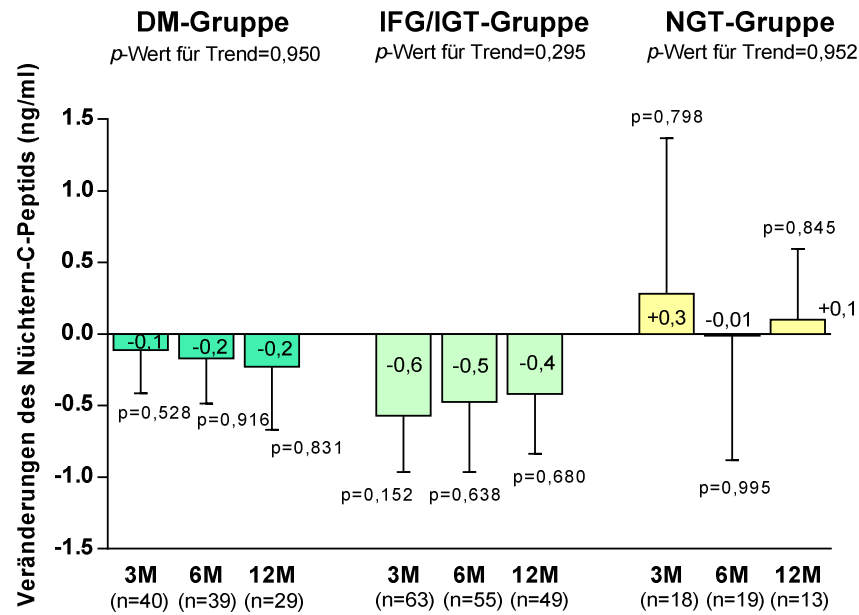 DM-Gruppe IFG/IGT-Gruppe NGT-Gruppe
p-Wert für Trend=0,950 p-Wert für Trend=0,295 p-Wert für Trend=0,952
Veränderungen des Nüchtern-C-Peptids (ng/ml)
1.5
1.0
0.5
0.0
-0.5
-1.0
-1.5
-0,1 -0,2 -0,2
p=0,528 p=0,916 p=0,831
-0,6 -0,5 -0,4
p=0,152 p=0,638 p=0,680
p=0,798 p=0,845
+0,3 -0,01 +0,1
p=0,995
3M 6M 12M 3M 6M 12M 3M 6M 12M
(n=40) (n=39) (n=29) (n=63) (n=55) (n=49) (n=18) (n=19) (n=13)